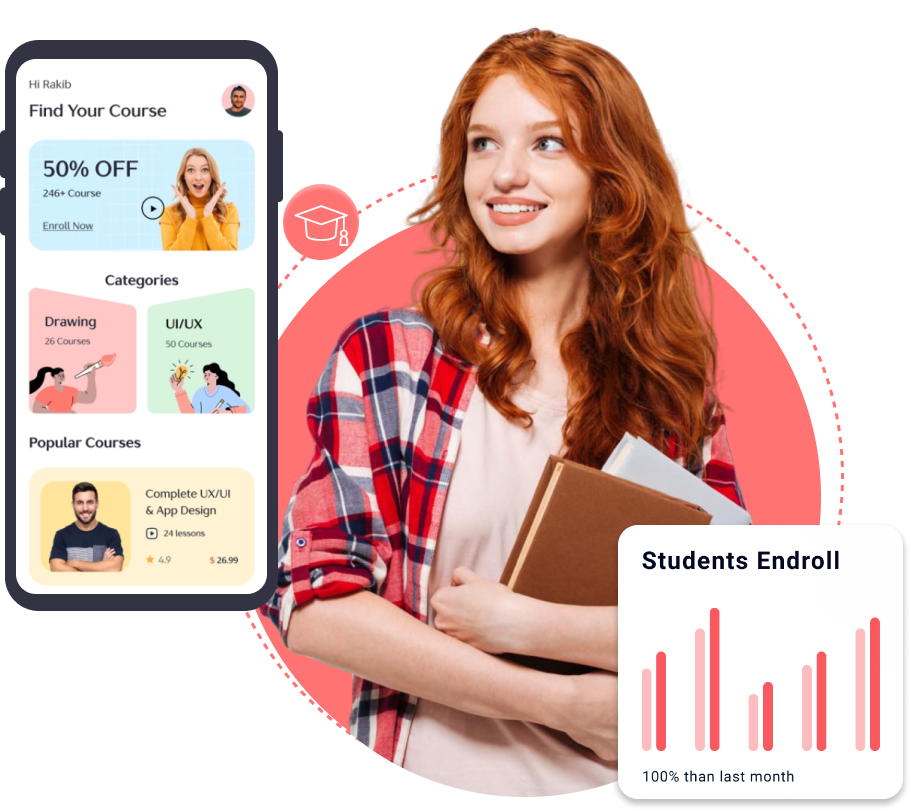 Hi Rakib
Find Your Course
50% OFF
246+ Course
Enroll Now
Categories
Drawing
26 Courses
UI/UX
50 Courses
Popular Courses
Complete UX/UI
& App Design
24 lessons
4.9
$ 26.99
Students Endroll
100% than last month